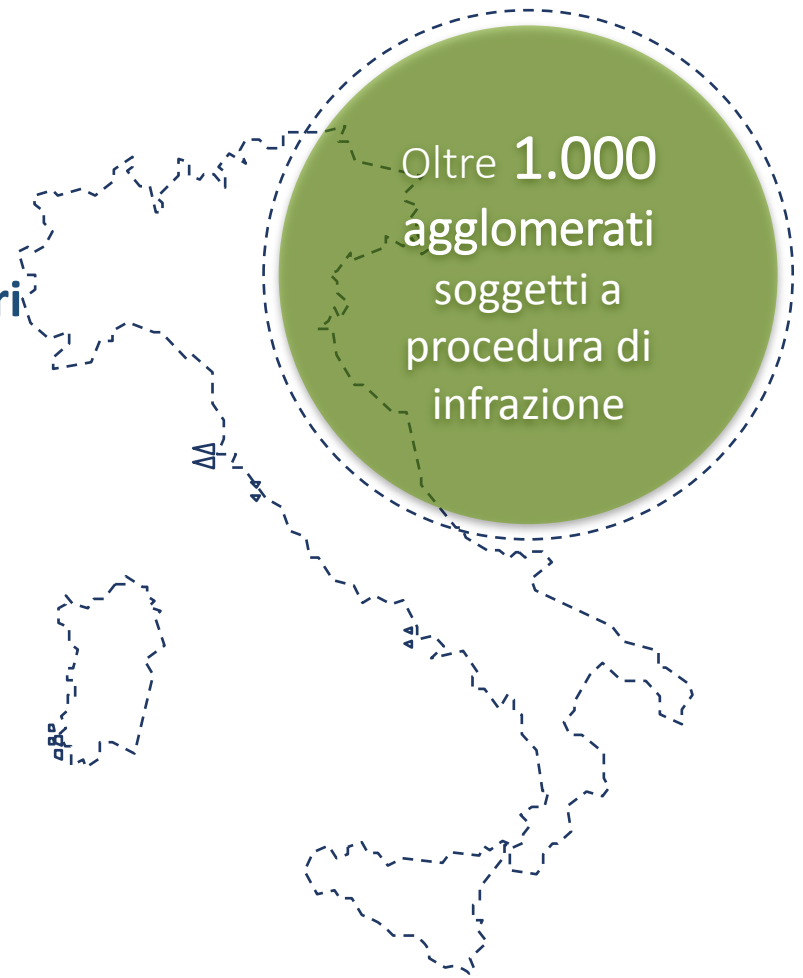 Oltre 1.000
agglomerati
soggetti a
procedura di
infrazione